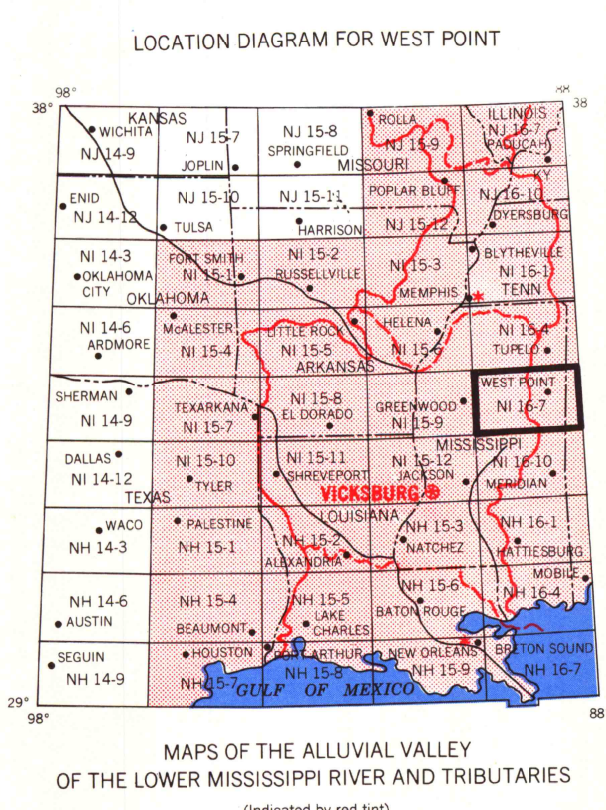 LOCATION DIAGRAM FOR WEST POINT
98° 88
38° 38
KANSAS ROLLA ILLINOIS
WICHITA NJ 15-7 NJ 15-8 NJ 15-9 NJ 16-7
NJ 14-9 JOPLIN SPRINGFIELD MISSOURI PADUCAH
KY
ENID NJ 15-10 NJ 15-11 POPLAR BLUFF NJ 16-10
NJ 14-12 TULSA HARRISON NJ 15-12 DYERSBURG
NI 14-3 FORT SMITH NI 15-2 NI 15-3 BLYTHEVILLE
OKLAHOMA CITY NI 15-1 RUSSELLVILLE MEMPHIS NI 16-1
OKLAHOMA TENN
NI 14-6 McALESTER LITTLE ROCK HELENA NI 16-4
ARDMORE NI 15-4 NI 15-5 NI 15-6 TUPELO
ARKANSAS
SHERMAN TEXARKANA NI 15-8 GREENWOOD WEST POINT
NI 14-9 NI 15-7 EL DORADO NI 15-9 NI 16-7
MISSISSIPPI
DALLAS NI 15-10 NI 15-11 NI 15-12 NI 16-10
NI 14-12 TYLER SHREVEPORT JACKSON MERIDIAN
TEXAS VICKSBURG
LOUISIANA
WACO PALESTINE NH 15-2 NH 15-3 NH 16-1
NH 14-3 NH 15-1 ALEXANDRIA NATCHEZ HATTIESBURG
MOBILE
NH 14-6 NH 15-4 NH 15-5 NH 15-6 NH 16-4
AUSTIN BEAUMONT LAKE CHARLES BATON ROUGE
SEGUIN HOUSTON PORT ARTHUR NEW ORLEANS BRETON SOUND
NH 14-9 NH 15-7 NH 15-8 NH 15-9 NH 16-7
GULF OF MEXICO
29°
98° 88
MAPS OF THE ALLUVIAL VALLEY
OF THE LOWER MISSISSIPPI RIVER AND TRIBUTARIES
(Indicated by red tint)